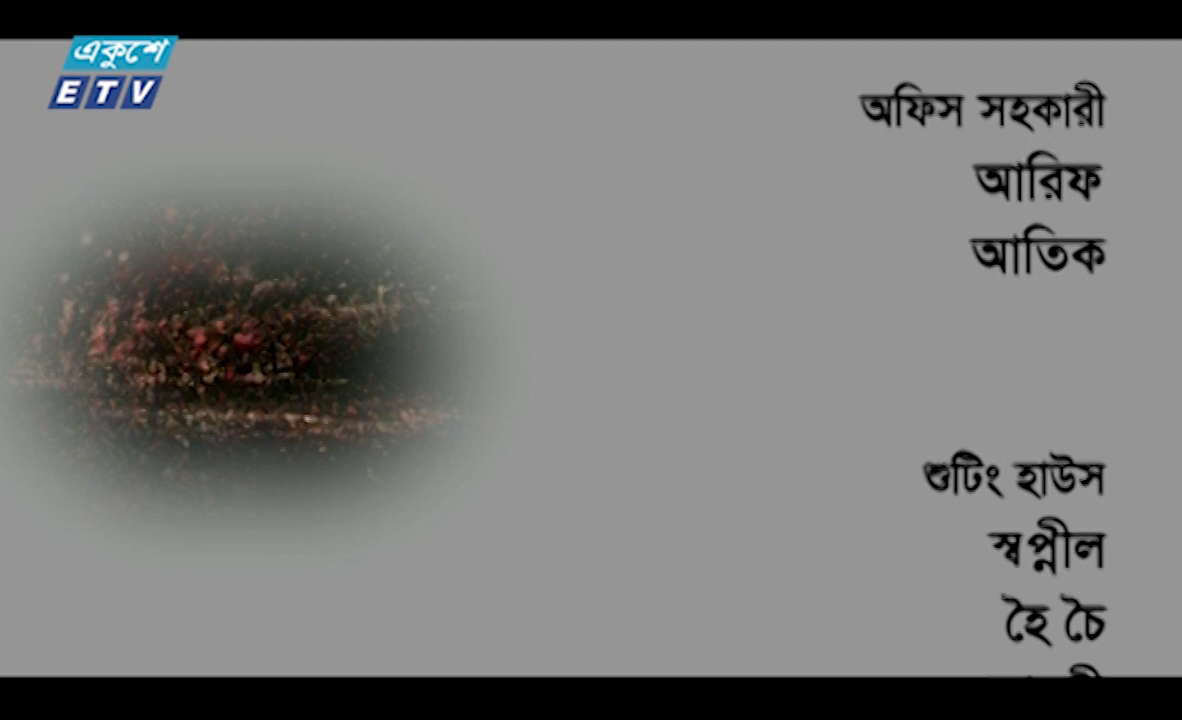 একুশে
ETV
অফিস সহকারী
আরিফ
আতিক
শুটিং হাউস
স্বপ্নীল
হৈ চৈ